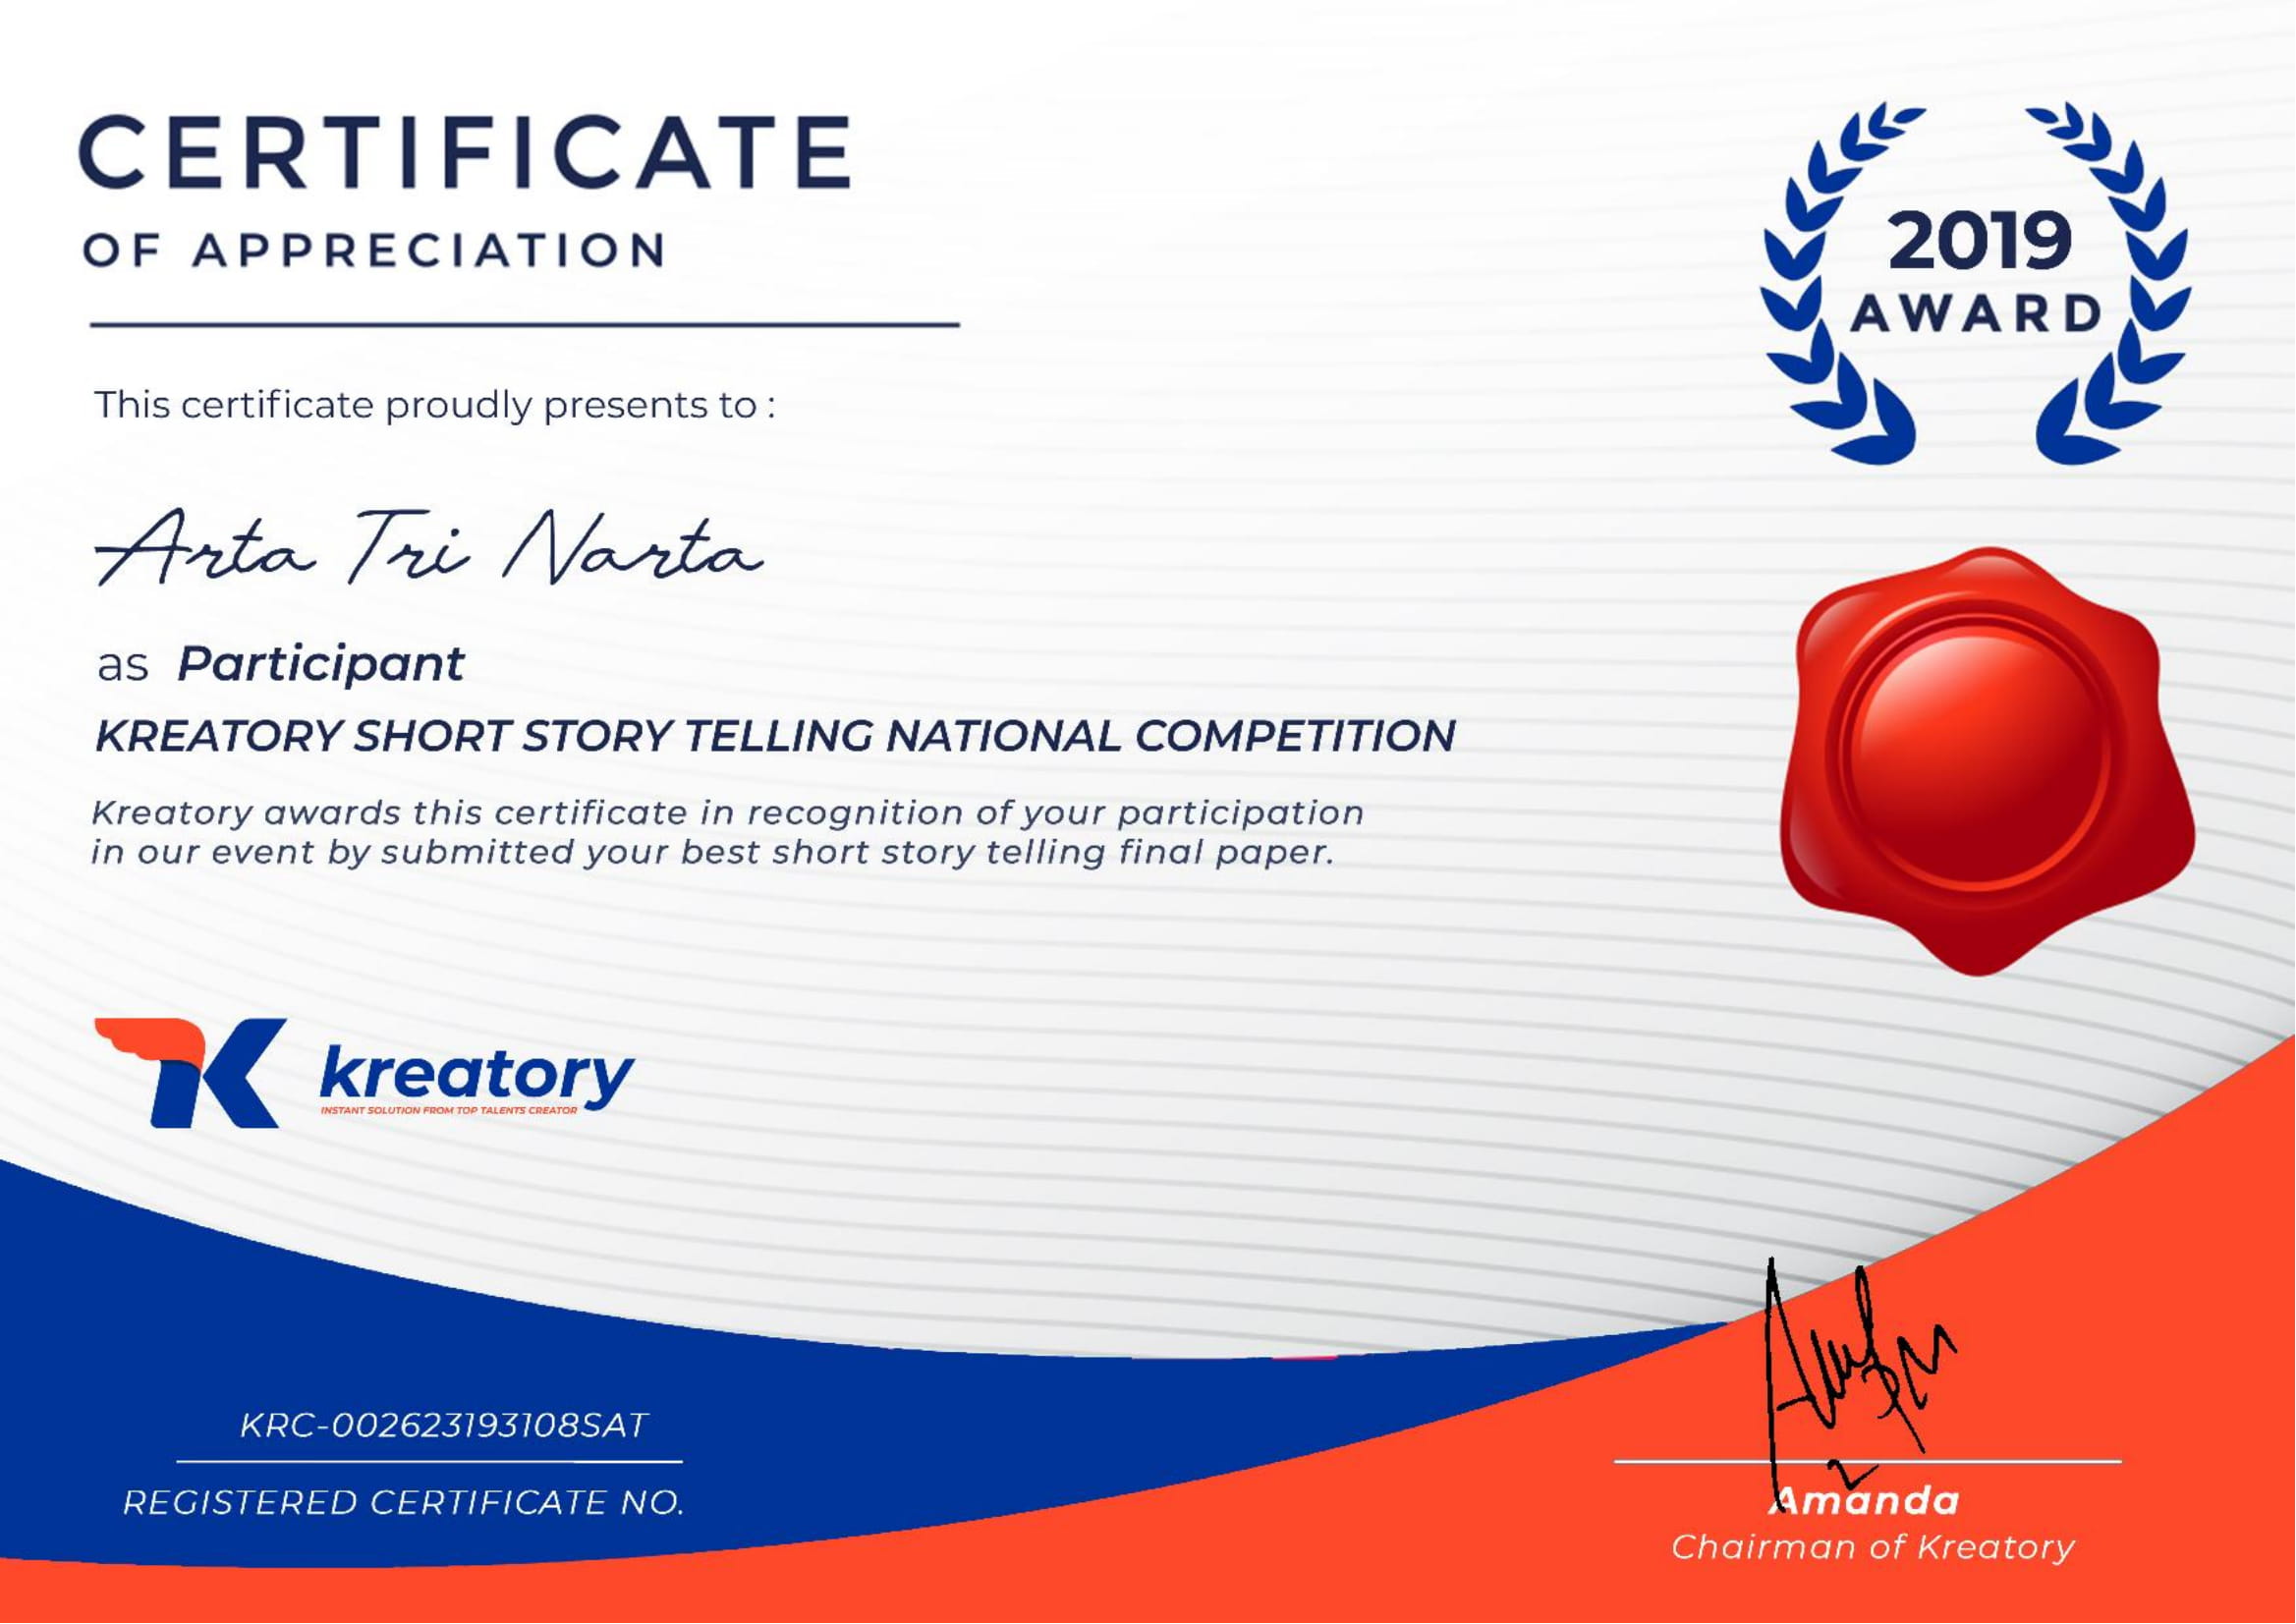 CERTIFICATE
OF APPRECIATION
2019
AWARD
This certificate proudly presents to :
Arta Tri Narta
as Participant
KREATORY SHORT STORY TELLING NATIONAL COMPETITION
Kreatory awards this certificate in recognition of your participation
in our event by submitted your best short story telling final paper.
kreatory
INSTANT SOLUTION FROM TOP TALENTS CREATOR
KRC-002623193108SAT
REGISTERED CERTIFICATE NO.
Amanda
Chairman of Kreatory